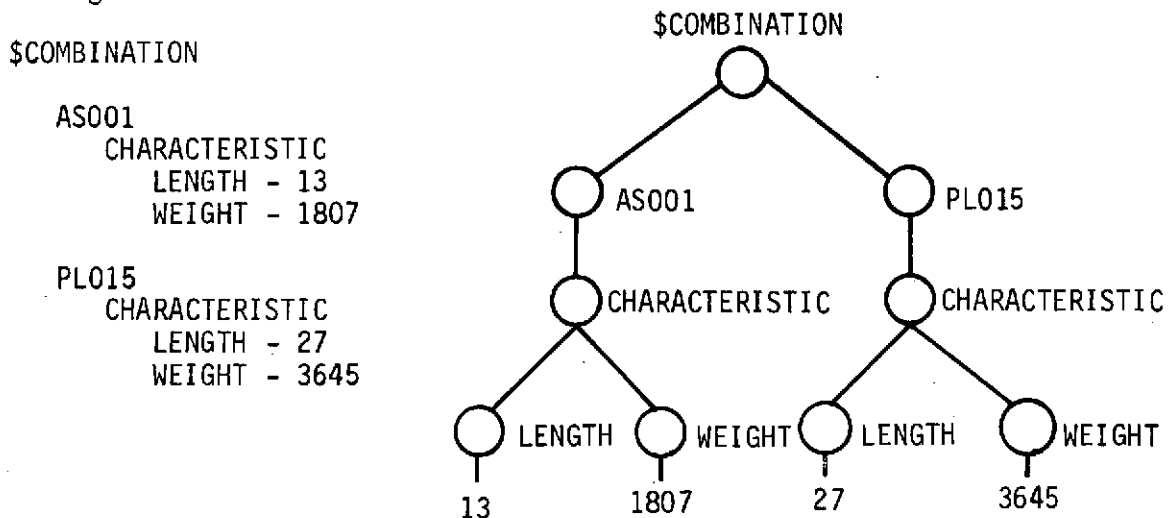 $COMBINATION
AS001
CHARACTERISTIC
LENGTH - 13
WEIGHT - 1807
PL015
CHARACTERISTIC
LENGTH - 27
WEIGHT - 3645
$COMBINATION
AS001 PL015
CHARACTERISTIC CHARACTERISTIC
LENGTH WEIGHT LENGTH WEIGHT
13 1807 27 3645